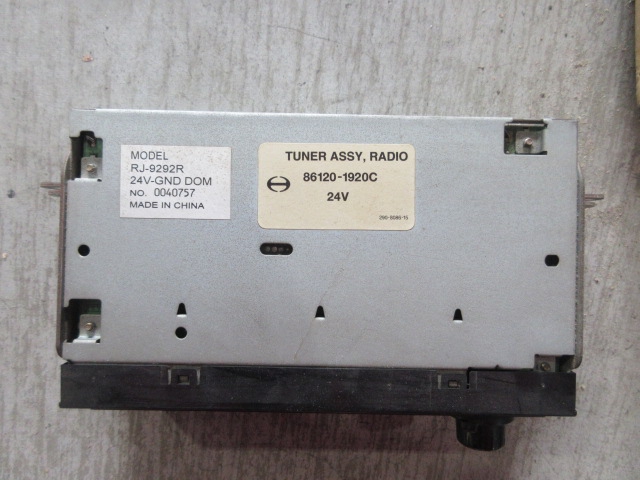 MODEL
RJ-9292R
24V-GND DOM
NO. 0040757
MADE IN CHINA
TUNER ASSY, RADIO
86120-1920C
24V